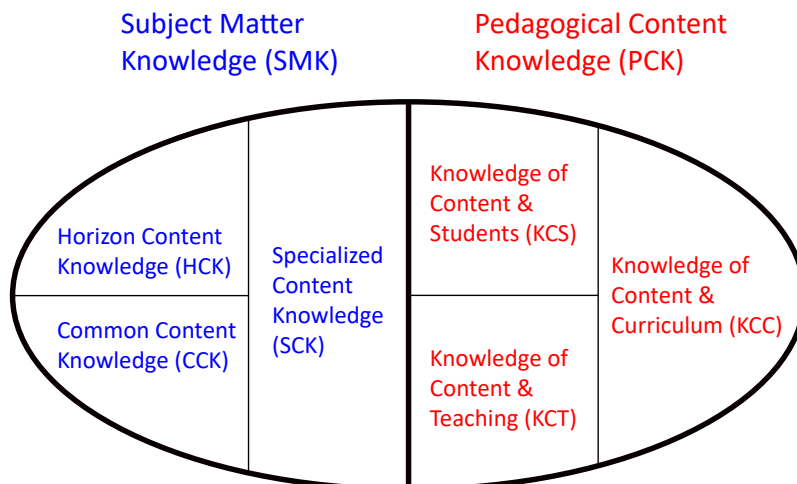 Subject Matter
Knowledge (SMK)
Pedagogical Content
Knowledge (PCK)
Horizon Content
Knowledge (HCK)
Common Content
Knowledge (CCK)
Specialized
Content
Knowledge
(SCK)
Knowledge of
Content &
Students (KCS)
Knowledge of
Content &
Teaching (KCT)
Knowledge of
Content &
Curriculum (KCC)